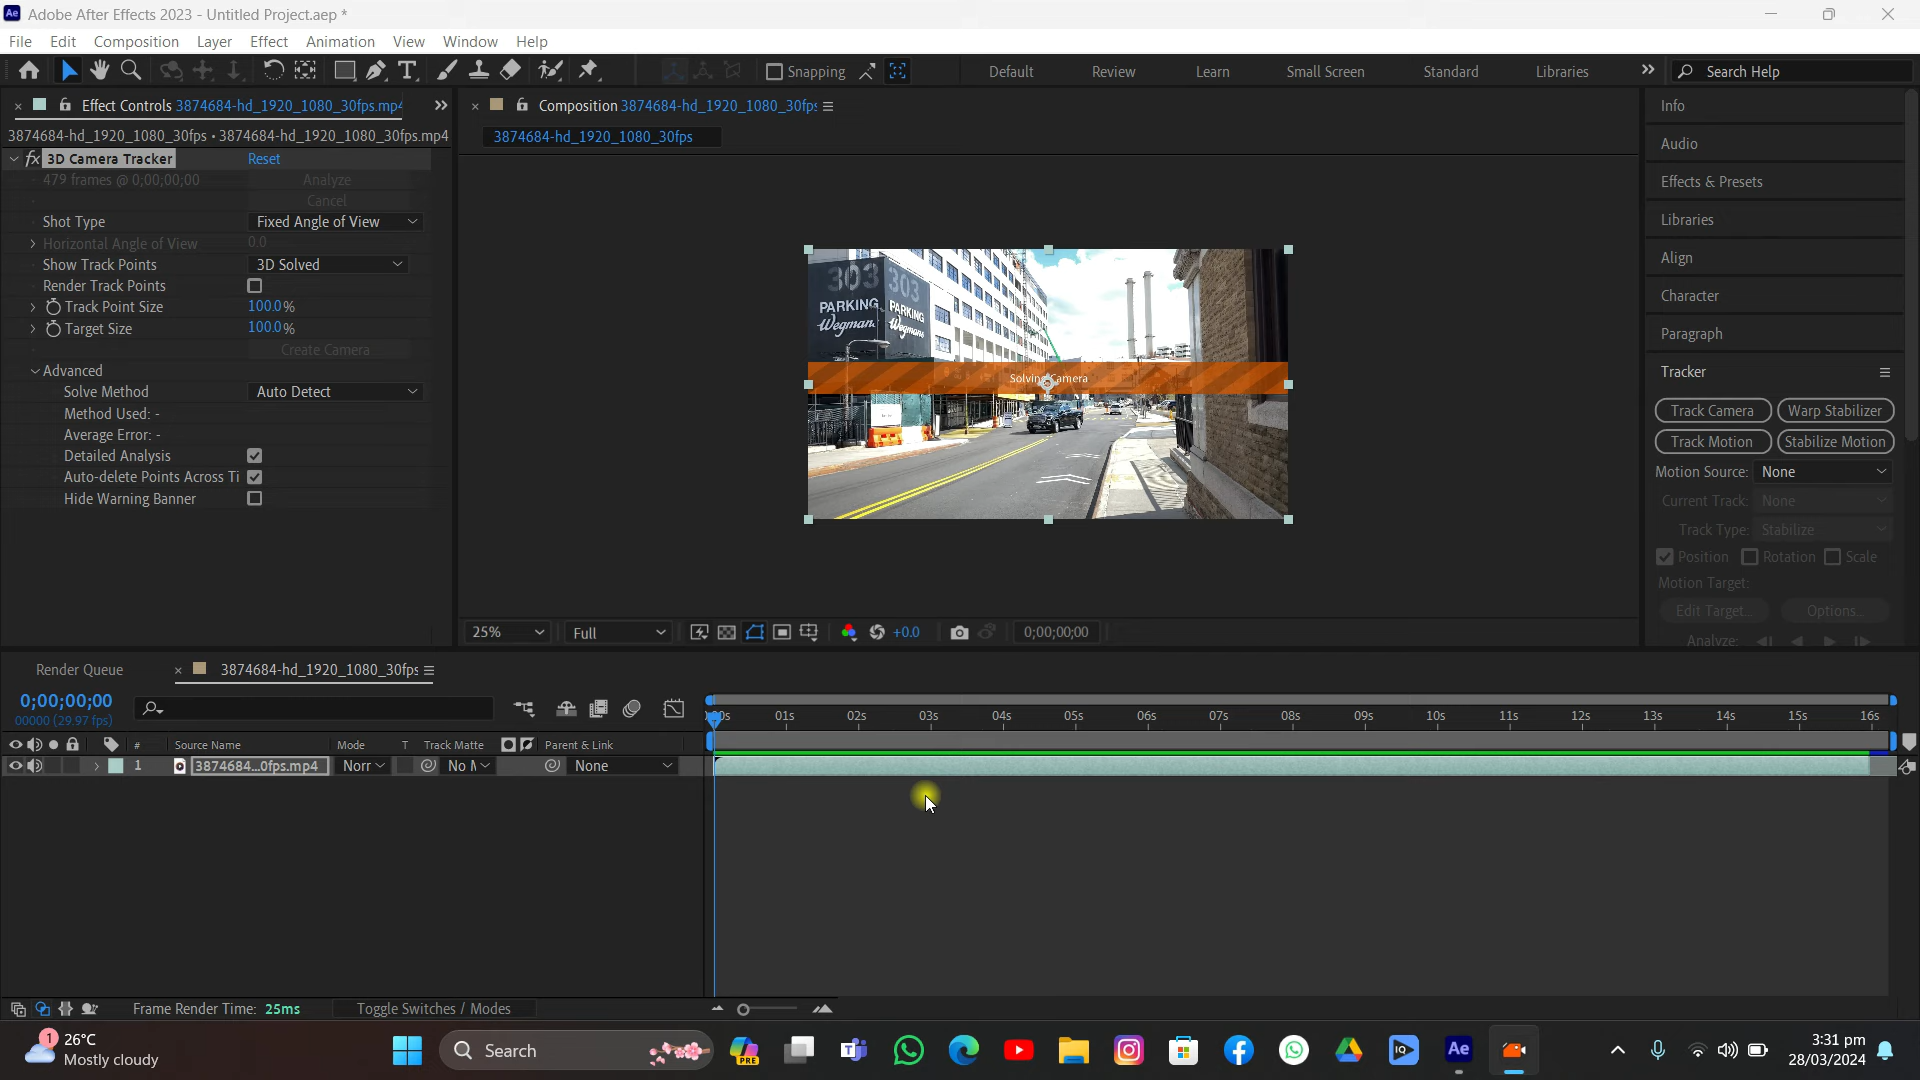 Adobe After Effects 2023 - Untitled Project.aep *
File Edit Composition Layer Effect Animation View Window Help
Snapping Default Review Learn Small Screen Standard Libraries Search Help
Effect Controls 3874684-hd_1920_1080_30fps.mp4
3874684-hd_1920_1080_30fps • 3874684-hd_1920_1080_30fps.mp4
fx 3D Camera Tracker Reset
479 frames @ 0;00;00;00 Analyze
Cancel
Shot Type Fixed Angle of View
Horizontal Angle of View 0.0
Show Track Points 3D Solved
Render Track Points
Track Point Size 100.0%
Target Size 100.0%
Create Camera
Advanced
Solve Method Auto Detect
Method Used: -
Average Error: -
Detailed Analysis
Auto-delete Points Across Ti
Hide Warning Banner
Composition 3874684-hd_1920_1080_30fps
3874684-hd_1920_1080_30fps
303 303
PARKING PARKING
Wegmans Wegmans
Solving Camera
25% Full +0.0 0;00;00;00
Info
Audio
Effects & Presets
Libraries
Align
Character
Paragraph
Tracker
Track Camera Warp Stabilizer
Track Motion Stabilize Motion
Motion Source: None
Current Track: None
Track Type: Stabilize
Position Rotation Scale
Motion Target:
Edit Target... Options...
Analyze:
Render Queue 3874684-hd_1920_1080_30fps
0;00;00;00
00000 (29.97 fps)
01s 02s 03s 04s 05s 06s 07s 08s 09s 10s 11s 12s 13s 14s 15s 16s
# Source Name Mode T Track Matte Parent & Link
1 3874684...0fps.mp4 Norr No M None
Frame Render Time: 25ms Toggle Switches / Modes
1 26°C
Mostly cloudy
Search
PRE
Ae
3:31 pm
28/03/2024